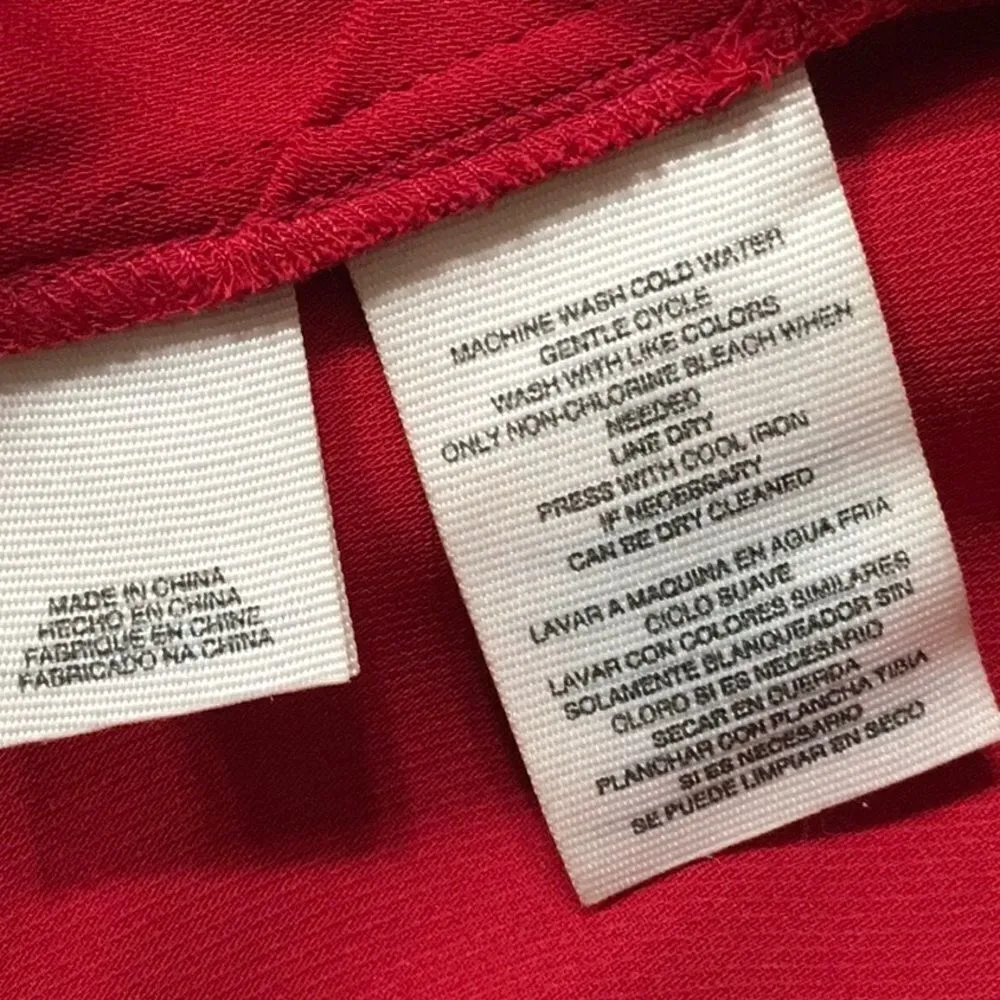 MADE IN CHINA
HECHO EN CHINA
FABRIQUE EN CHINE
FABRICADO NA CHINA
MACHINE WASH COLD WATER
GENTLE CYCLE
WASH WITH LIKE COLORS
ONLY NON-CHLORINE BLEACH WHEN
NEEDED
LINE DRY
PRESS WITH COOL IRON
IF NECESSARY
CAN BE DRY CLEANED
LAVAR A MAQUINA EN AGUA FRIA
CICLO SUAVE
LAVAR CON COLORES SIMILARES
SOLAMENTE BLANQUEADOR SIN
CLORO SI ES NECESARIO
SECAR EN CUERDA
PLANCHAR CON PLANCHA TIBIA
SI ES NECESARIO
SE PUEDE LIMPIAR EN SECO